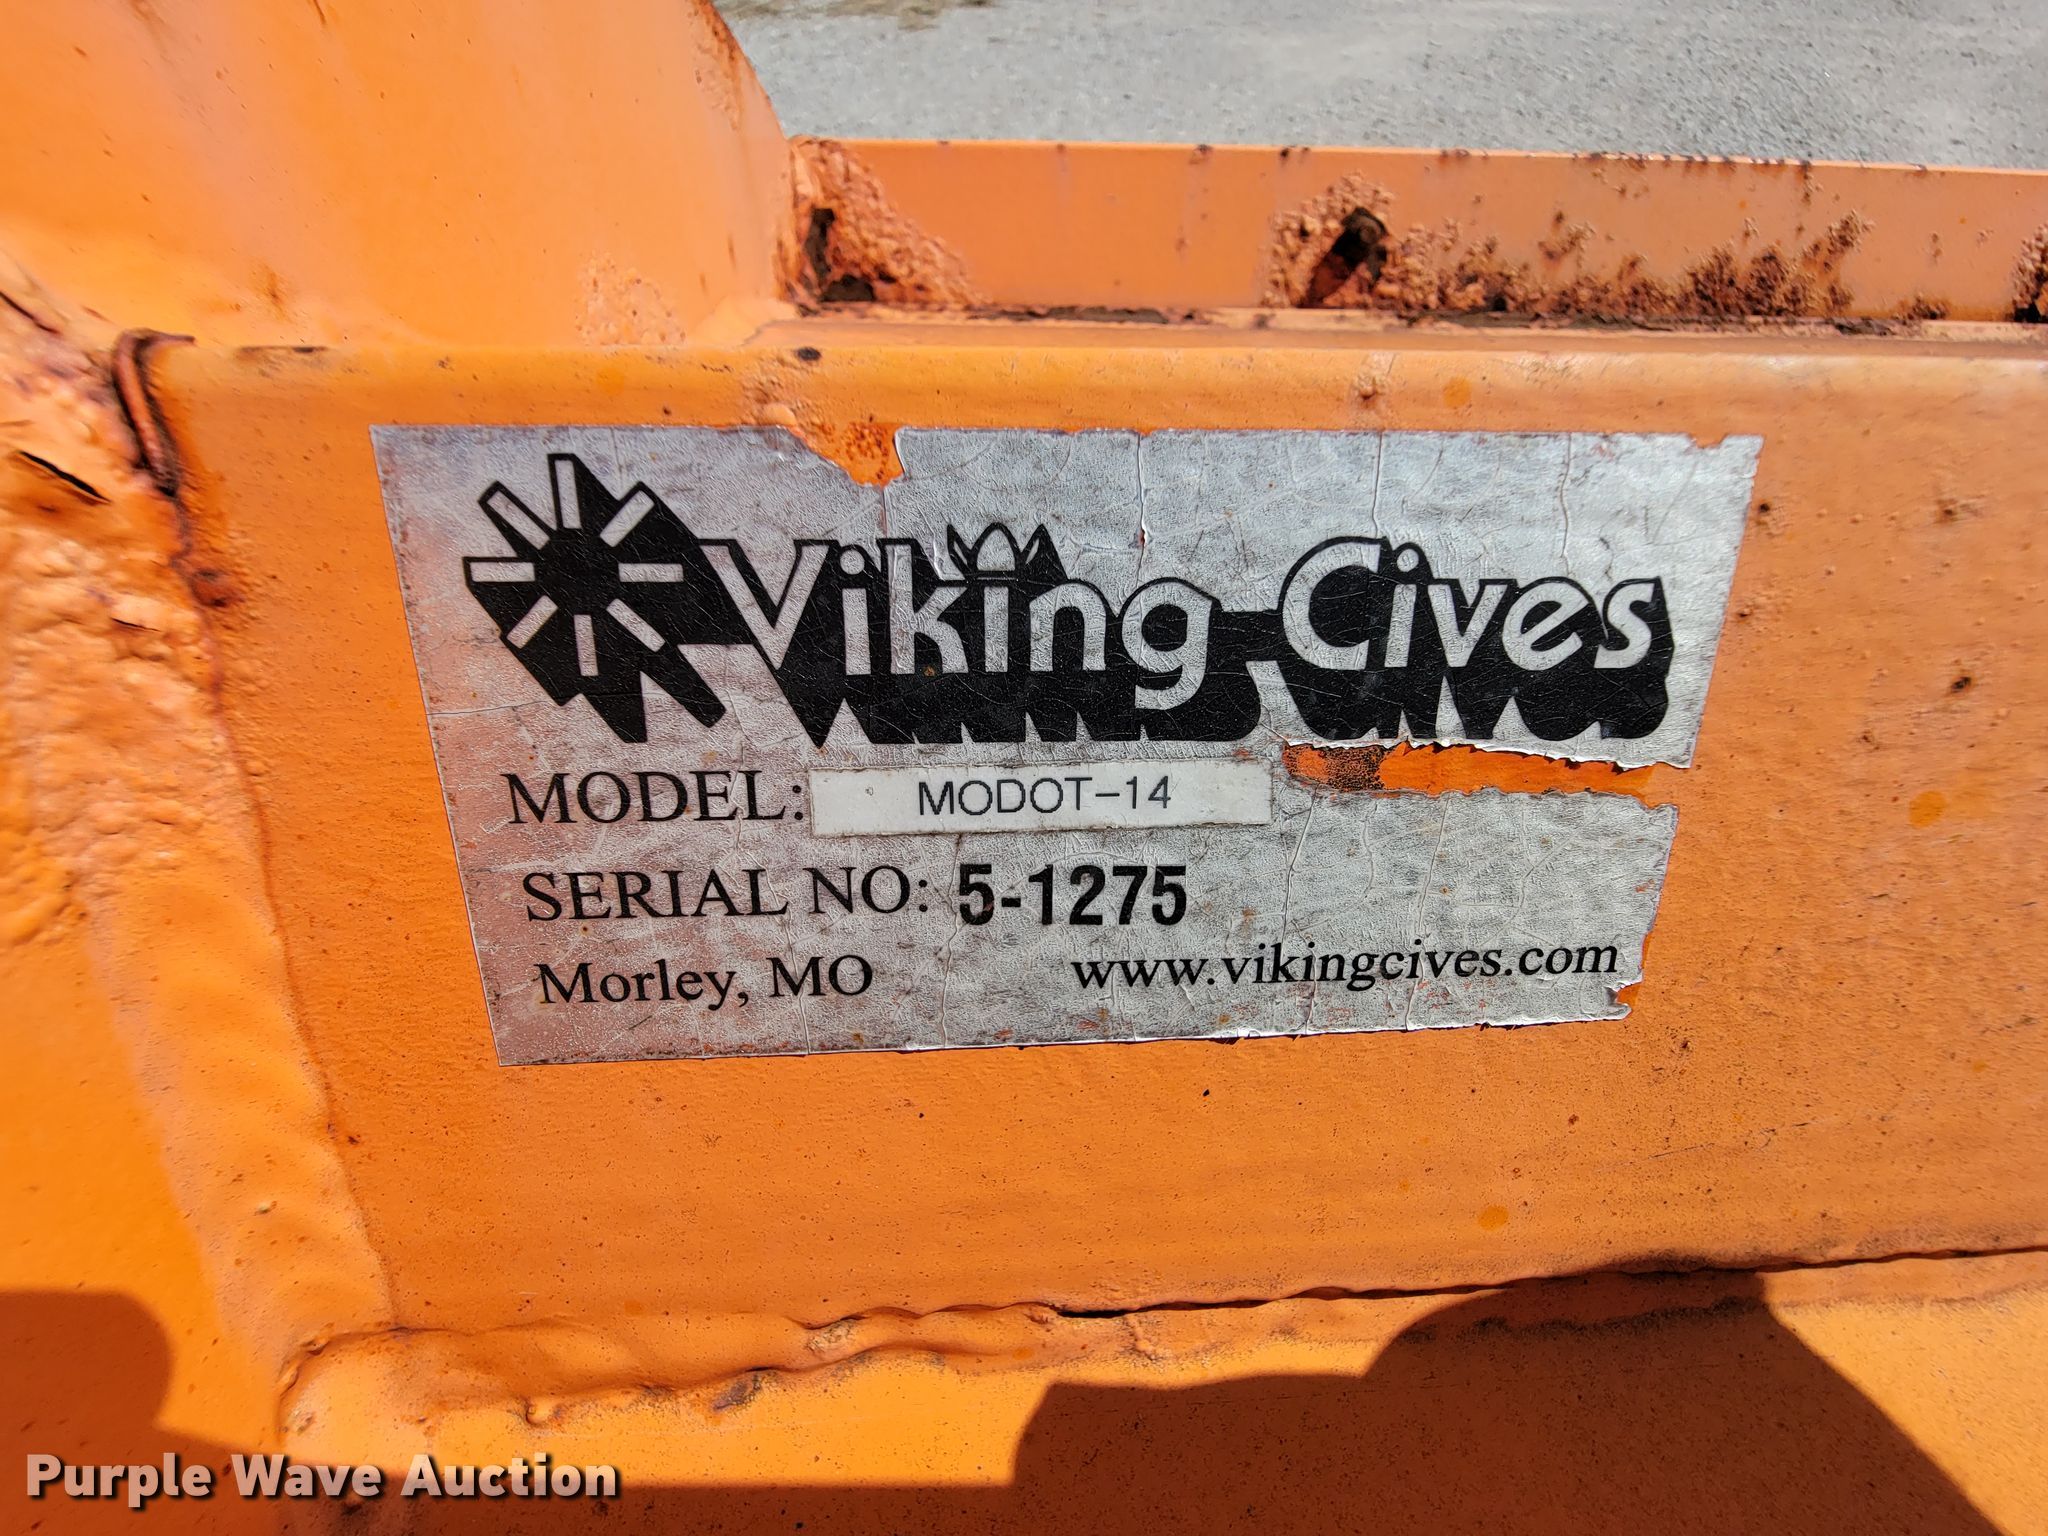 Viking-Cives
MODEL: MODOT-14
SERIAL NO: 5-1275
Morley, MO www.vikingcives.com
Purple Wave Auction